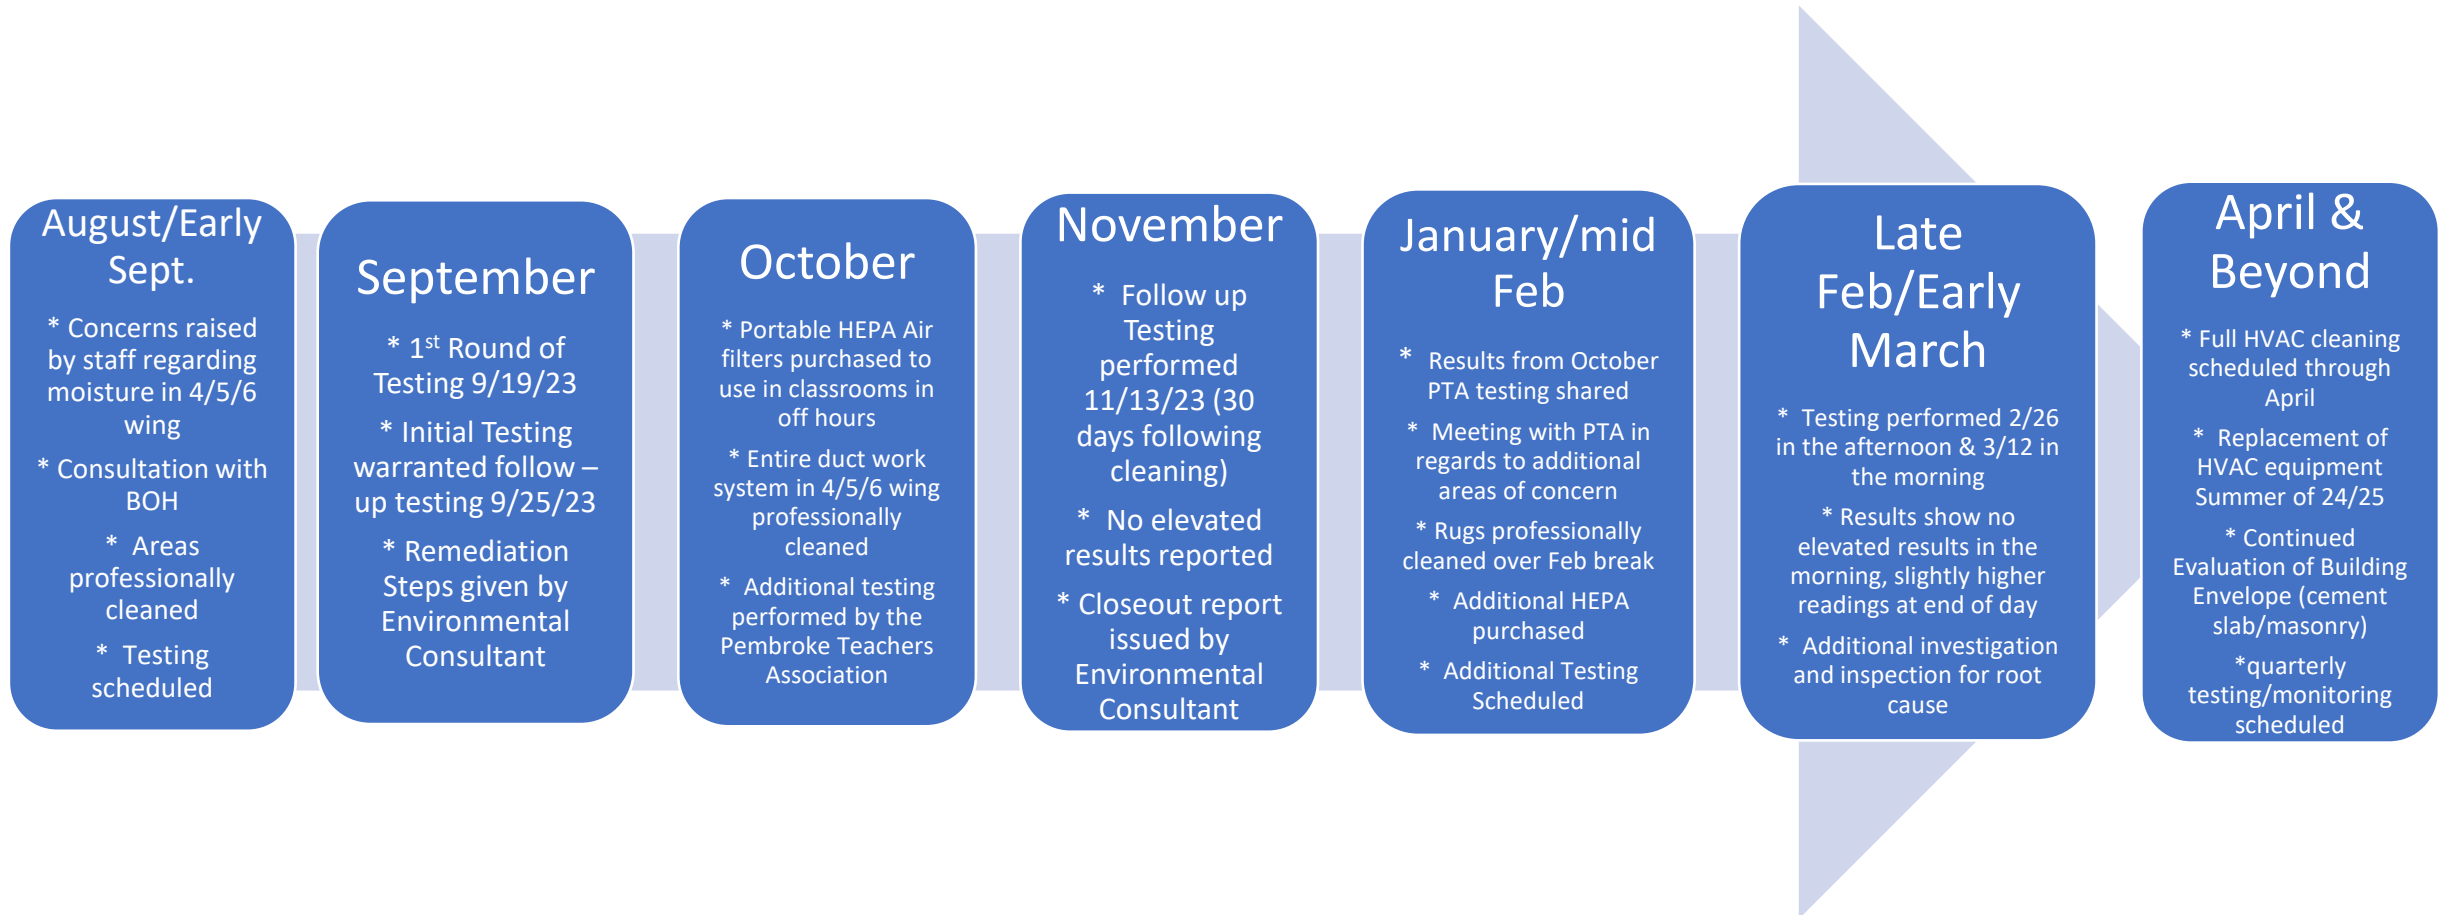 August/Early
Sept.
* Concerns raised
by staff regarding
moisture in 4/5/6
wing
* Consultation with
BOH
* Areas
professionally
cleaned
* Testing
scheduled
September
* 1st Round of
Testing 9/19/23
* Initial Testing
warranted follow –
up testing 9/25/23
* Remediation
Steps given by
Environmental
Consultant
October
* Portable HEPA Air
filters purchased to
use in classrooms in
off hours
* Entire duct work
system in 4/5/6 wing
professionally
cleaned
* Additional testing
performed by the
Pembroke Teachers
Association
November
* Follow up
Testing
performed
11/13/23 (30
days following
cleaning)
* No elevated
results reported
* Closeout report
issued by
Environmental
Consultant
January/mid
Feb
* Results from October
PTA testing shared
* Meeting with PTA in
regards to additional
areas of concern
* Rugs professionally
cleaned over Feb break
* Additional HEPA
purchased
* Additional Testing
Scheduled
Late
Feb/Early
March
* Testing performed 2/26
in the afternoon & 3/12 in
the morning
* Results show no
elevated results in the
morning, slightly higher
readings at end of day
* Additional investigation
and inspection for root
cause
April &
Beyond
* Full HVAC cleaning
scheduled through
April
* Replacement of
HVAC equipment
Summer of 24/25
* Continued
Evaluation of Building
Envelope (cement
slab/masonry)
*quarterly
testing/monitoring
scheduled